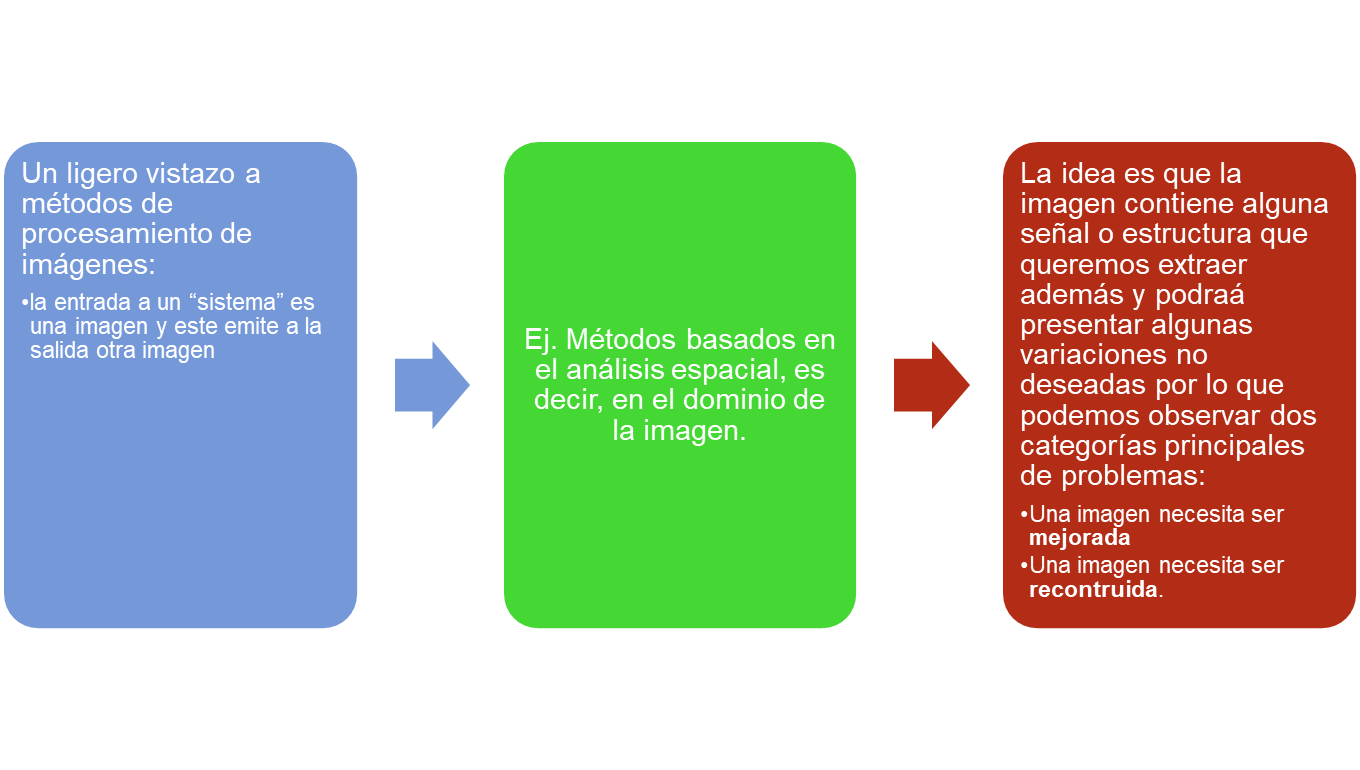 Un ligero vistazo a
métodos de
procesamiento de
imágenes:
•la entrada a un “sistema” es
una imagen y este emite a la
salida otra imagen
Ej. Métodos basados en
el análisis espacial, es
decir, en el dominio de
la imagen.
La idea es que la
imagen contiene alguna
señal o estructura que
queremos extraer
además y podraá
presentar algunas
variaciones no
deseadas por lo que
podemos observar dos
categorías principales
de problemas:
•Una imagen necesita ser
mejorada
•Una imagen necesita ser
recontruida.